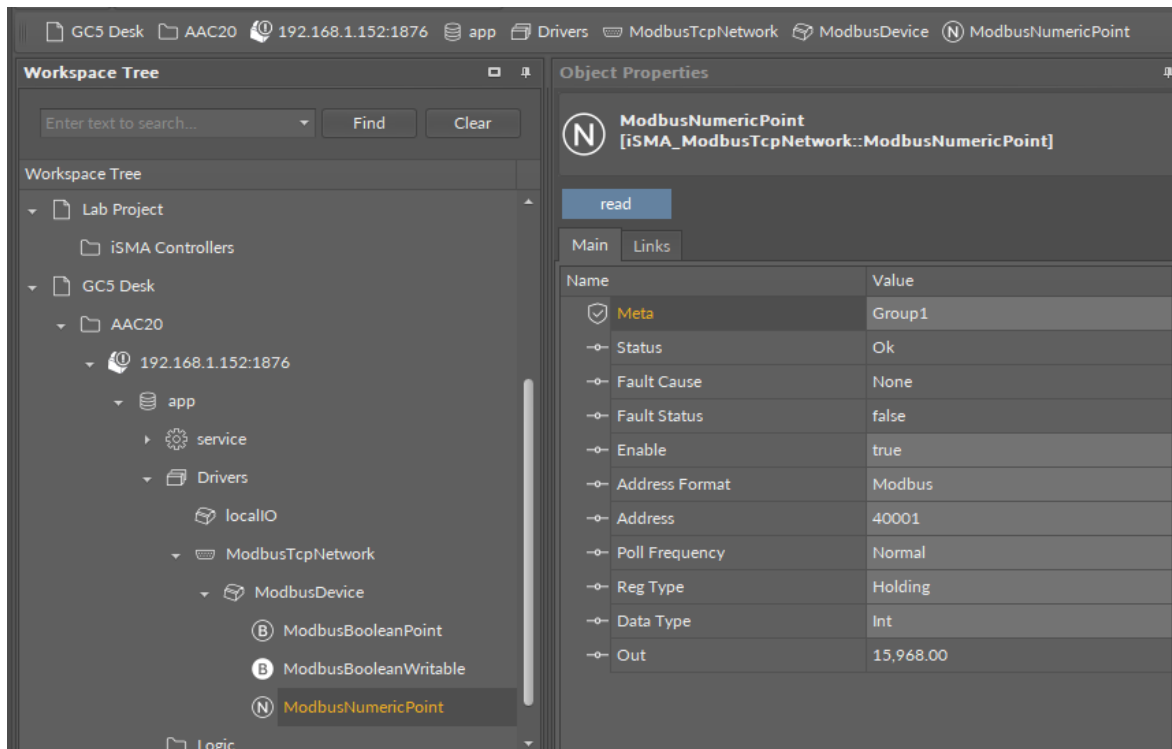 GC5 Desk AAC20 192.168.1.152:1876 app Drivers ModbusTcpNetwork ModbusDevice N ModbusNumericPoint
Workspace Tree
Enter text to search... Find Clear
Workspace Tree
Lab Project
iSMA Controllers
GC5 Desk
AAC20
192.168.1.152:1876
app
service
Drivers
localIO
ModbusTcpNetwork
ModbusDevice
B ModbusBooleanPoint
B ModbusBooleanWritable
N ModbusNumericPoint
Logic
Object Properties
N ModbusNumericPoint
[iSMA_ModbusTcpNetwork::ModbusNumericPoint]
read
Main Links
Name Value
Meta Group1
Status Ok
Fault Cause None
Fault Status false
Enable true
Address Format Modbus
Address 40001
Poll Frequency Normal
Reg Type Holding
Data Type Int
Out 15,968.00